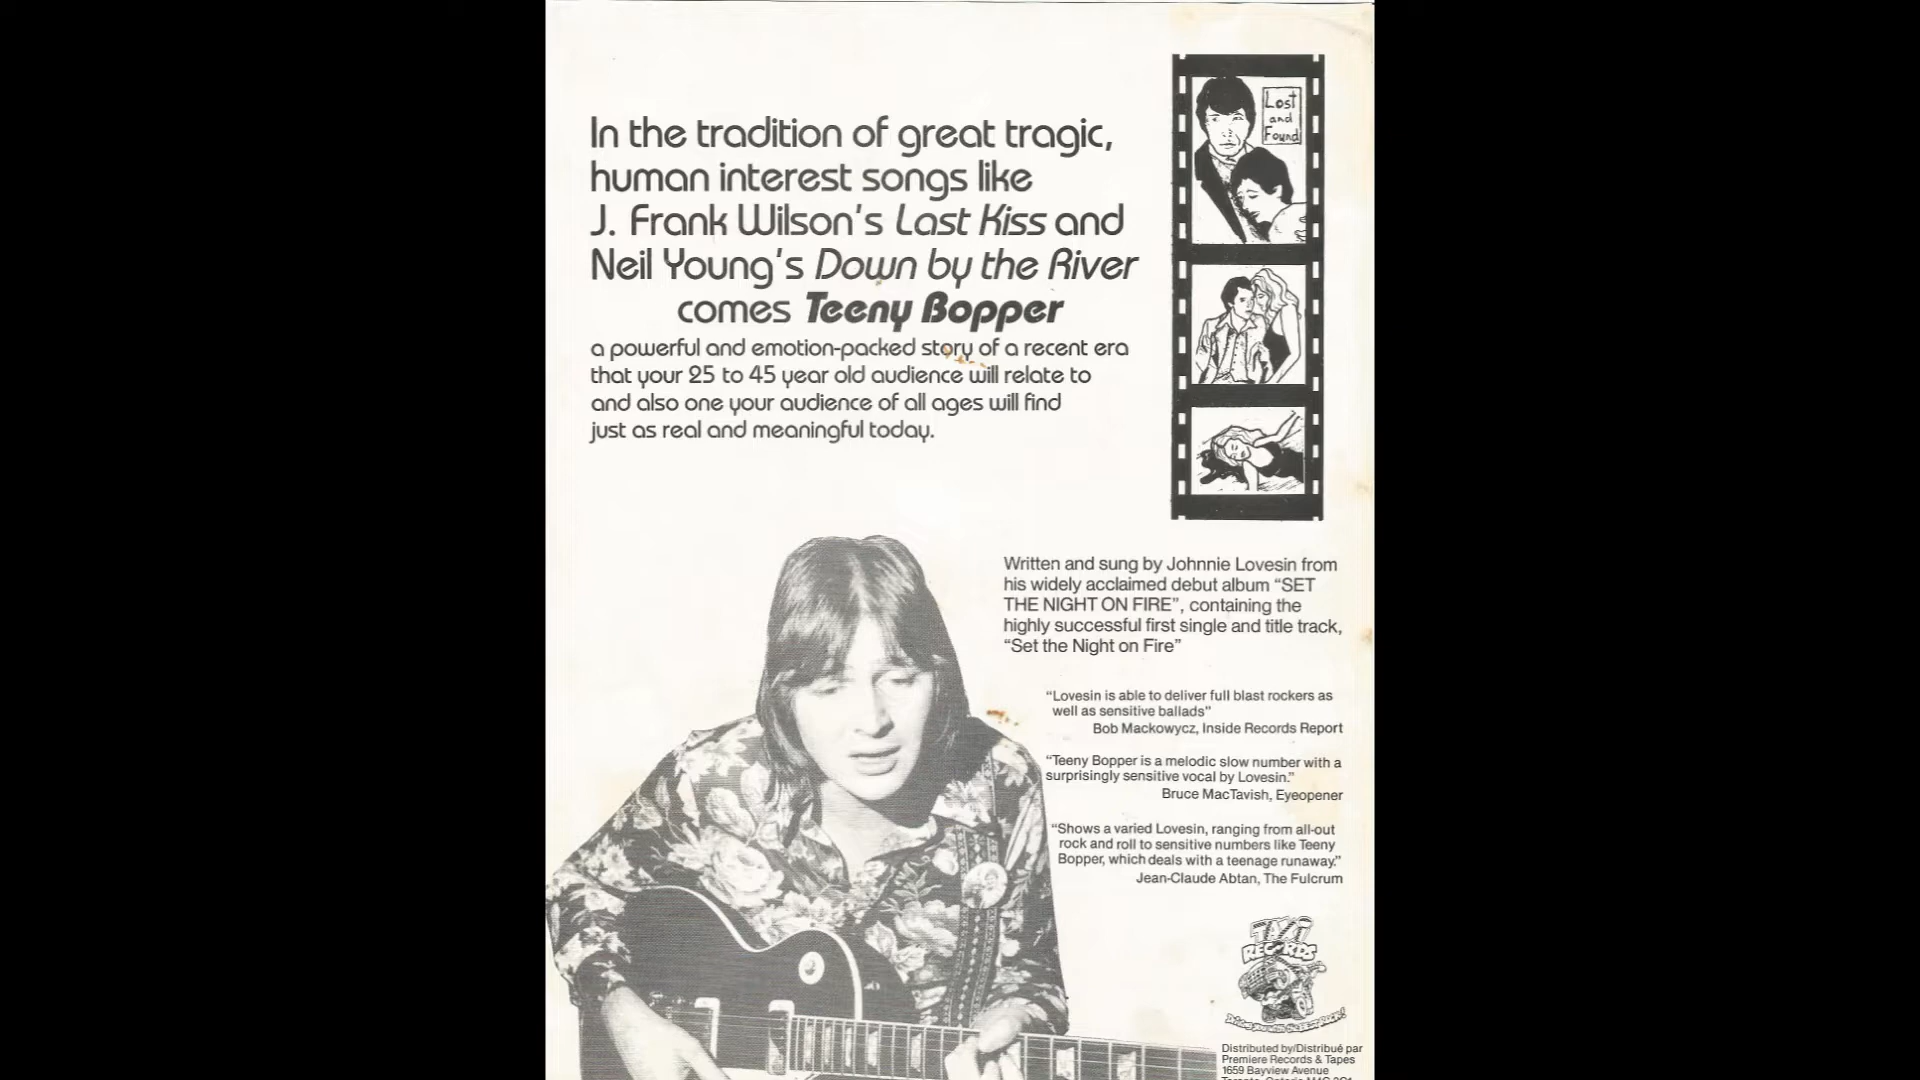 In the tradition of great tragic,
human interest songs like
J. Frank Wilson's Last Kiss and
Neil Young's Down by the River
comes Teeny Bopper
a powerful and emotion-packed story of a recent era
that your 25 to 45 year old audience will relate to
and also one your audience of all ages will find
just as real and meaningful today.
Lost
and
Found
Written and sung by Johnnie Lovesin from
his widely acclaimed debut album “SET
THE NIGHT ON FIRE”, containing the
highly successful first single and title track,
“Set the Night on Fire”
“Lovesin is able to deliver full blast rockers as
well as sensitive ballads”
Bob Mackowycz, Inside Records Report
“Teeny Bopper is a melodic slow number with a
surprisingly sensitive vocal by Lovesin.”
Bruce MacTavish, Eyeopener
“Shows a varied Lovesin, ranging from all-out
rock and roll to sensitive numbers like Teeny
Bopper, which deals with a teenage runaway.”
Jean-Claude Abtan, The Fulcrum
TAXI
RECORDS
Distributed by/Distribué par
Premiere Records & Tapes
1659 Bayview Avenue